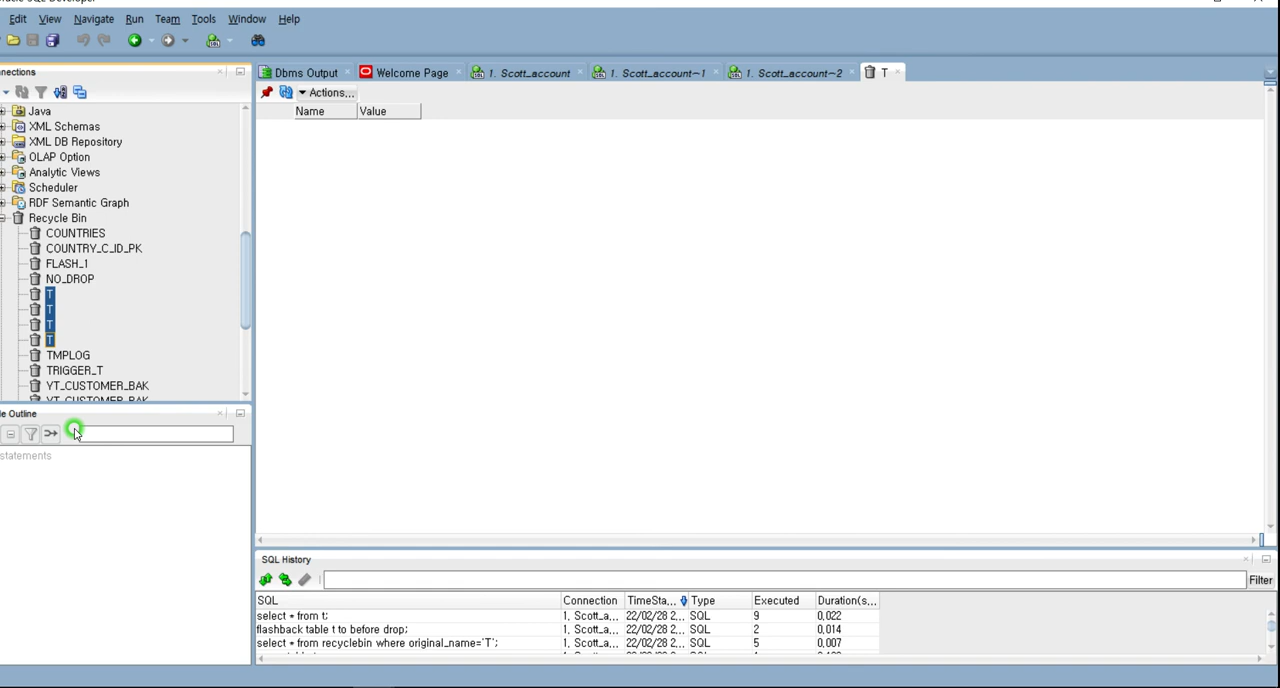 Edit View Navigate Run Team Tools Window Help
nnections
Dbms Output Welcome Page 1. Scott_account 1. Scott_account~1 1. Scott_account~2 T
Actions...
Name Value
Java
XML Schemas
XML DB Repository
OLAP Option
Analytic Views
Scheduler
RDF Semantic Graph
Recycle Bin
COUNTRIES
COUNTRY_C_ID_PK
FLASH_1
NO_DROP
T
T
T
T
TMPLOG
TRIGGER_T
YT_CUSTOMER_BAK
YT_CUSTOMER_BAK
le Outline
statements
SQL History
Filter
SQL Connection TimeSta... Type Executed Duration(s...
select * from t; 1. Scott_a... 22/02/28 2... SQL 9 0.022
flashback table t to before drop; 1. Scott_a... 22/02/28 2... SQL 2 0.014
select * from recyclebin where original_name='T'; 1. Scott_a... 22/02/28 2... SQL 5 0.007